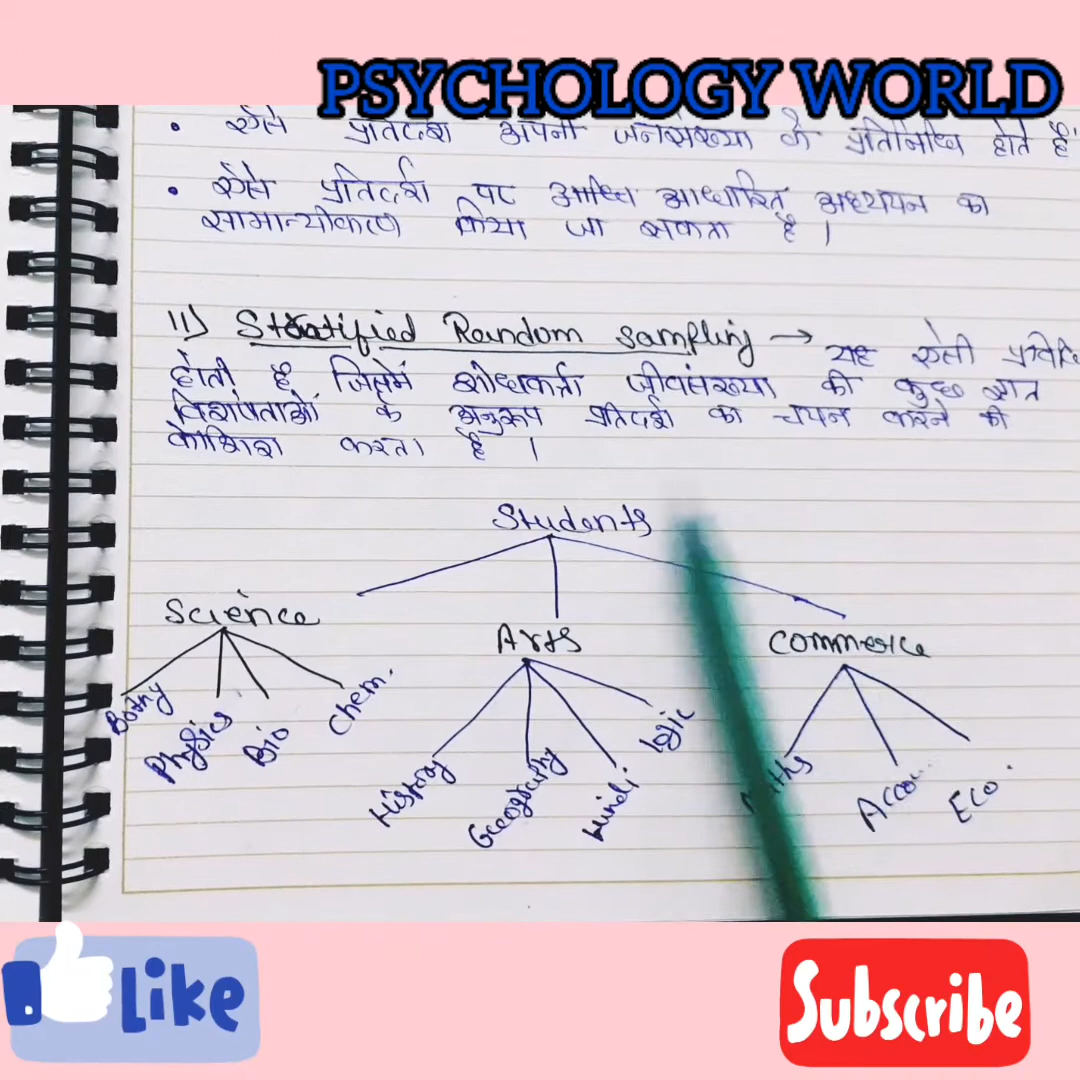 PSYCHOLOGY WORLD
• ऐसे प्रतिदर्श अपनी जनसंख्या के प्रतिनिधि होते हैं
• ऐसे प्रतिदर्श पर आधारित अध्ययन का
सामान्यीकरण किया जा सकता है ।
II) Stratified Random Sampling → यह ऐसी प्रविधि
होती है जिसमें शोधकर्ता जीवसंख्या की कुछ ज्ञात
विशेषताओं के अनुरूप प्रतिदर्श का चयन करने की
कोशिश करता है ।
Students
Science Arts Commerce
Botny Physics Bio Chem.
History Geography Hindi logic
Acco.. Eco.
Like Subscribe